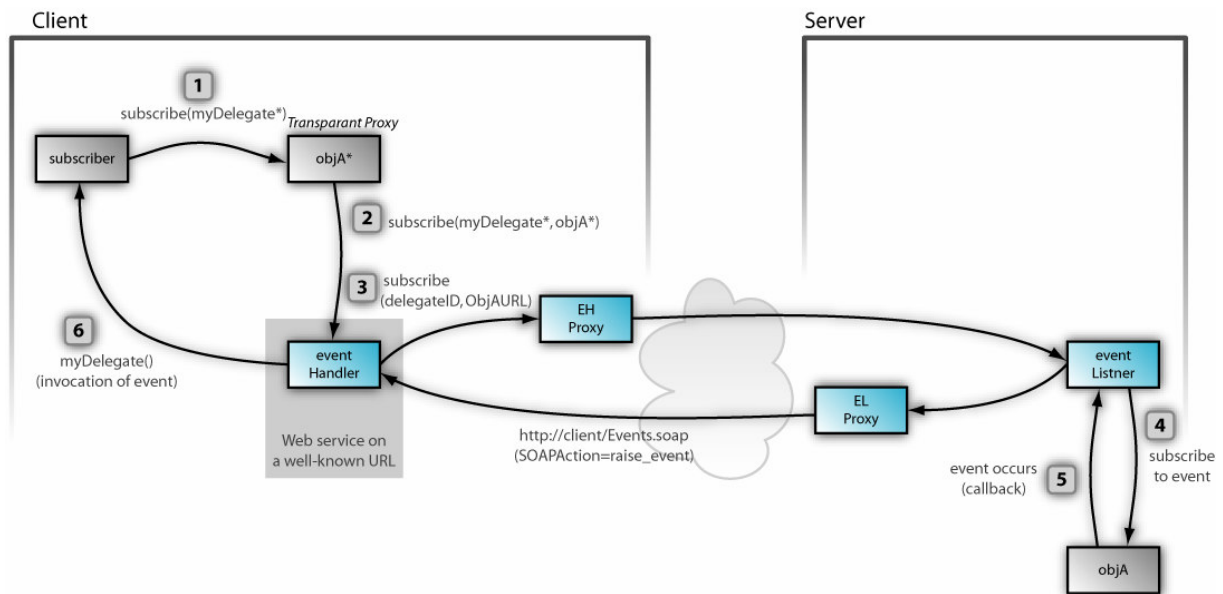 Client
Server
1
subscribe(myDelegate*)
Transparant Proxy
subscriber
objA*
2
subscribe(myDelegate*, objA*)
3
subscribe
(delegateID, ObjAURL)
EH
Proxy
6
myDelegate()
(invocation of event)
event
Handler
event
Listner
EL
Proxy
Web service on
a well-known URL
http://client/Events.soap
(SOAPAction=raise_event)
4
subscribe
to event
event occurs
(callback)
5
objA